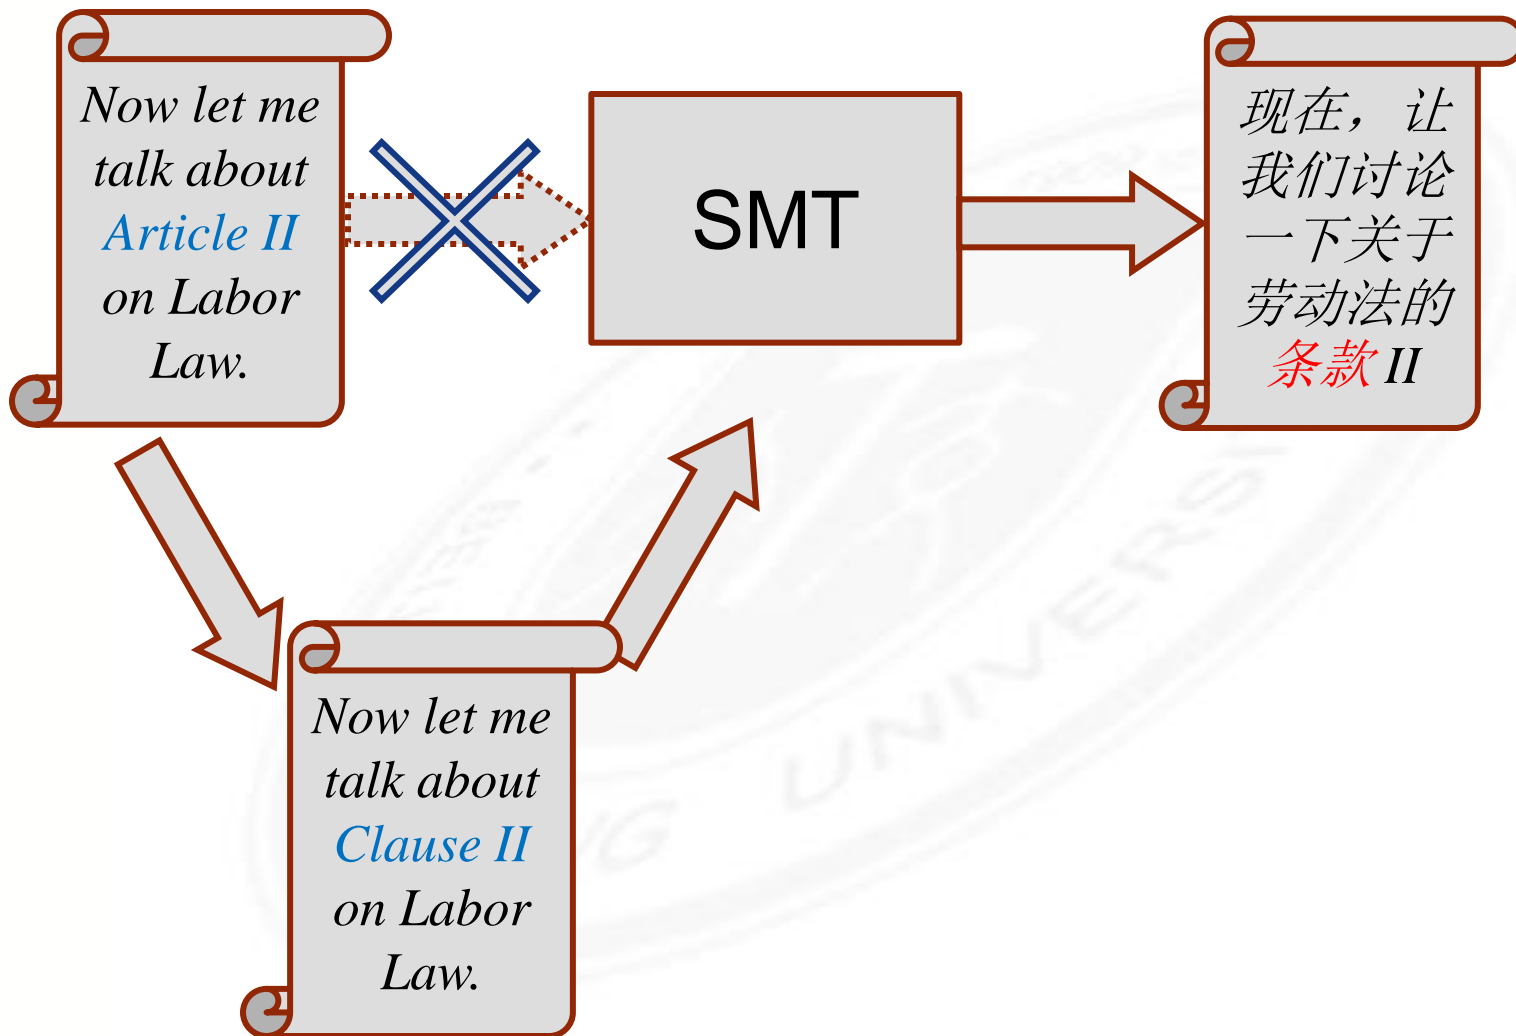 Now let me
talk about
Article II
on Labor
Law.
SMT
现在，让
我们讨论
一下关于
劳动法的
条款 II
Now let me
talk about
Clause II
on Labor
Law.
UNIVERSI